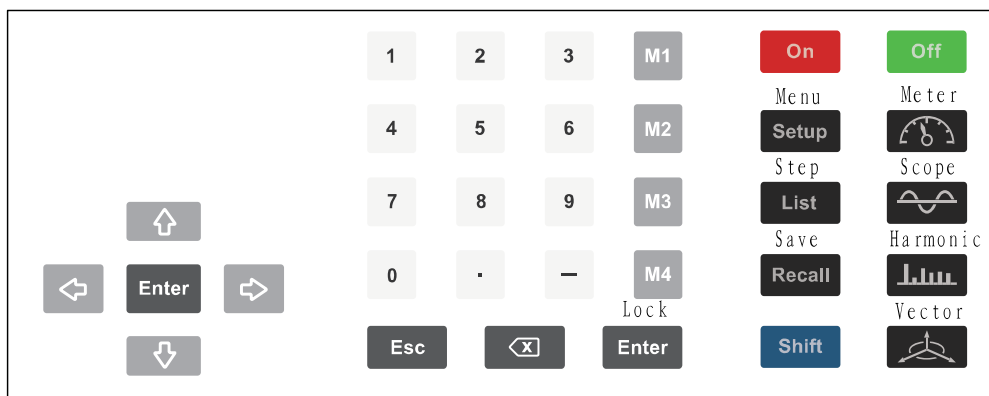 1 2 3 M1 On Off
Menu Meter
4 5 6 M2 Setup
Step Scope
7 8 9 M3 List
Save Harmonic
0 . — M4 Recall
Enter
Lock Vector
Esc X Enter Shift